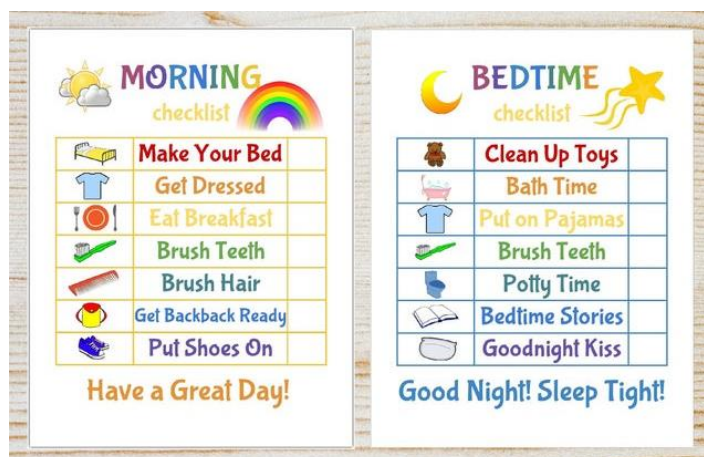 MORNING
checklist
Make Your Bed
Get Dressed
Eat Breakfast
Brush Teeth
Brush Hair
Get Backback Ready
Put Shoes On
Have a Great Day!
BEDTIME
checklist
Clean Up Toys
Bath Time
Put on Pajamas
Brush Teeth
Potty Time
Bedtime Stories
Goodnight Kiss
Good Night! Sleep Tight!